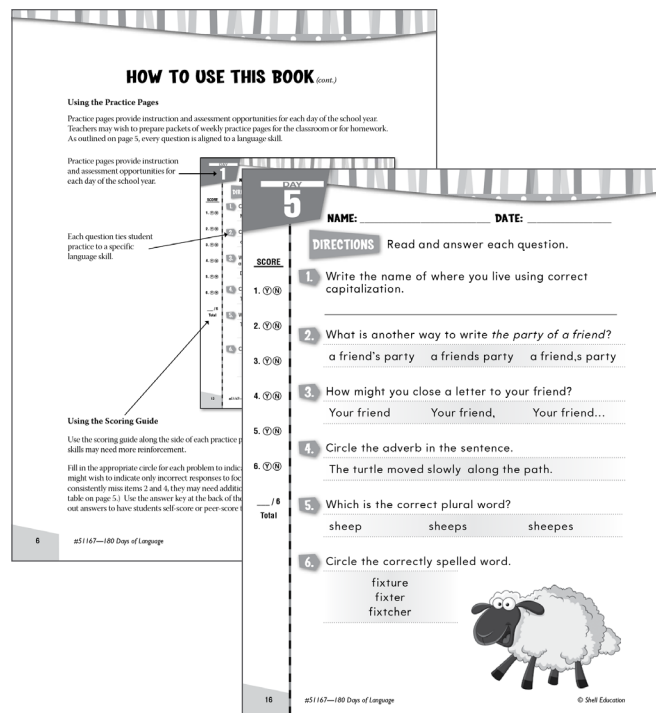 HOW TO USE THIS BOOK (cont.)
Using the Practice Pages
Practice pages provide instruction and assessment opportunities for each day of the school year.
Teachers may wish to prepare packets of weekly practice pages for the classroom or for homework.
As outlined on page 5, every question is aligned to a language skill.
Practice pages provide instruction
and assessment opportunities for
each day of the school year.
Each question ties student
practice to a specific
language skill.
Using the Scoring Guide
Use the scoring guide along the side of each practice p
skills may need more reinforcement.
Fill in the appropriate circle for each problem to indic
might wish to indicate only incorrect responses to foc
consistently miss items 2 and 4, they may need additic
table on page 5.) Use the answer key at the back of the
out answers to have students self-score or peer-score
6 #51167—180 Days of Language
DAY
5
NAME: DATE:
DIRECTIONS Read and answer each question.
SCORE
1. Ⓨ Ⓝ
2. Ⓨ Ⓝ
3. Ⓨ Ⓝ
4. Ⓨ Ⓝ
5. Ⓨ Ⓝ
6. Ⓨ Ⓝ
___ / 6
Total
1. Write the name of where you live using correct
capitalization.
2. What is another way to write the party of a friend?
a friend's party a friends party a friend,s party
3. How might you close a letter to your friend?
Your friend Your friend, Your friend...
4. Circle the adverb in the sentence.
The turtle moved slowly along the path.
5. Which is the correct plural word?
sheep sheeps sheepes
6. Circle the correctly spelled word.
fixture
fixter
fixtcher
16 #51167—180 Days of Language © Shell Education